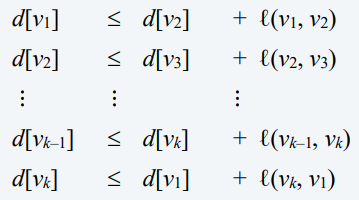 d[v₁] ≤ d[v₂] + ℓ(v₁, v₂)
d[v₂] ≤ d[v₃] + ℓ(v₂, v₃)
⋮ ⋮ ⋮
d[vₖ₋₁] ≤ d[vₖ] + ℓ(vₖ₋₁, vₖ)
d[vₖ] ≤ d[v₁] + ℓ(vₖ, v₁)